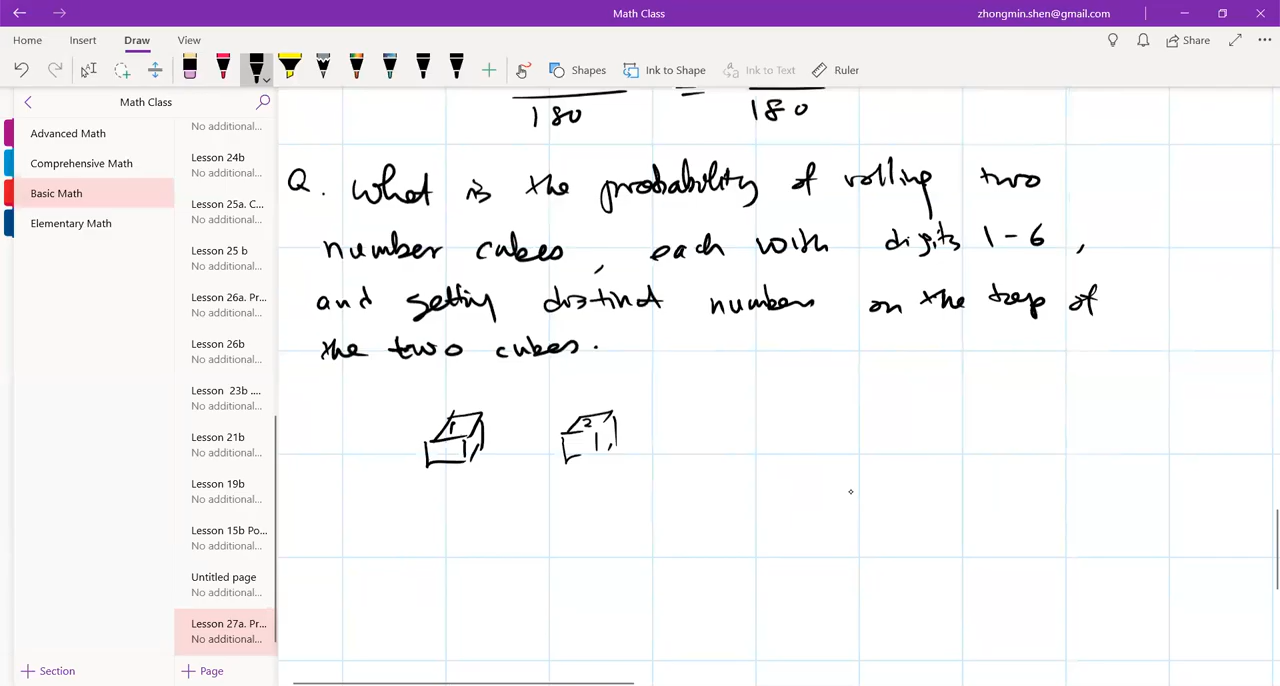 Math Class
zhongmin.shen@gmail.com
Home
Insert
Draw
View
Shapes
Ink to Shape
Ink to Text
Ruler
Share
Math Class
Advanced Math
Comprehensive Math
Basic Math
Elementary Math
No additional...
Lesson 24b
No additional...
Lesson 25a. C...
No additional...
Lesson 25 b
No additional...
Lesson 26a. Pr...
No additional...
Lesson 26b
No additional...
Lesson 23b ....
No additional...
Lesson 21b
No additional...
Lesson 19b
No additional...
Lesson 15b Po...
No additional...
Untitled page
No additional...
Lesson 27a. Pr...
No additional...
+ Section
+ Page
180 = 180
Q. What is the probability of rolling two
number cubes, each with digits 1-6,
and getting distinct numbers on the top of
the two cubes.
1 2